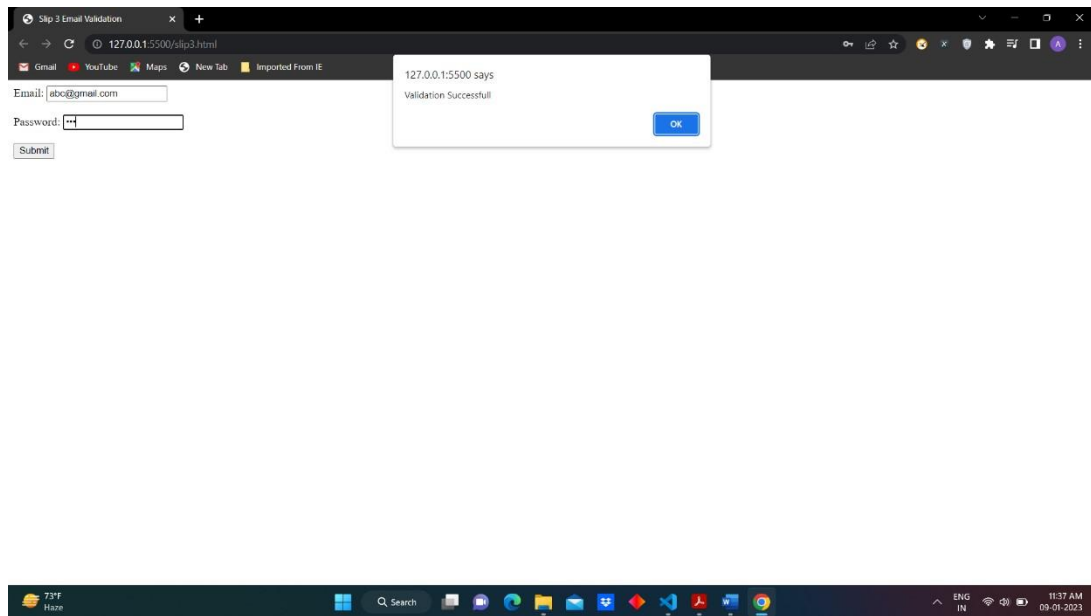 Slip 3 Email Validation
127.0.0.1:5500/slip3.html
Gmail YouTube Maps New Tab Imported From IE
127.0.0.1:5500 says
Validation Successfull
OK
Email: abc@gmail.com
Password: •••
Submit
73°F
Haze
Search
ENG
IN
11:37 AM
09-01-2023